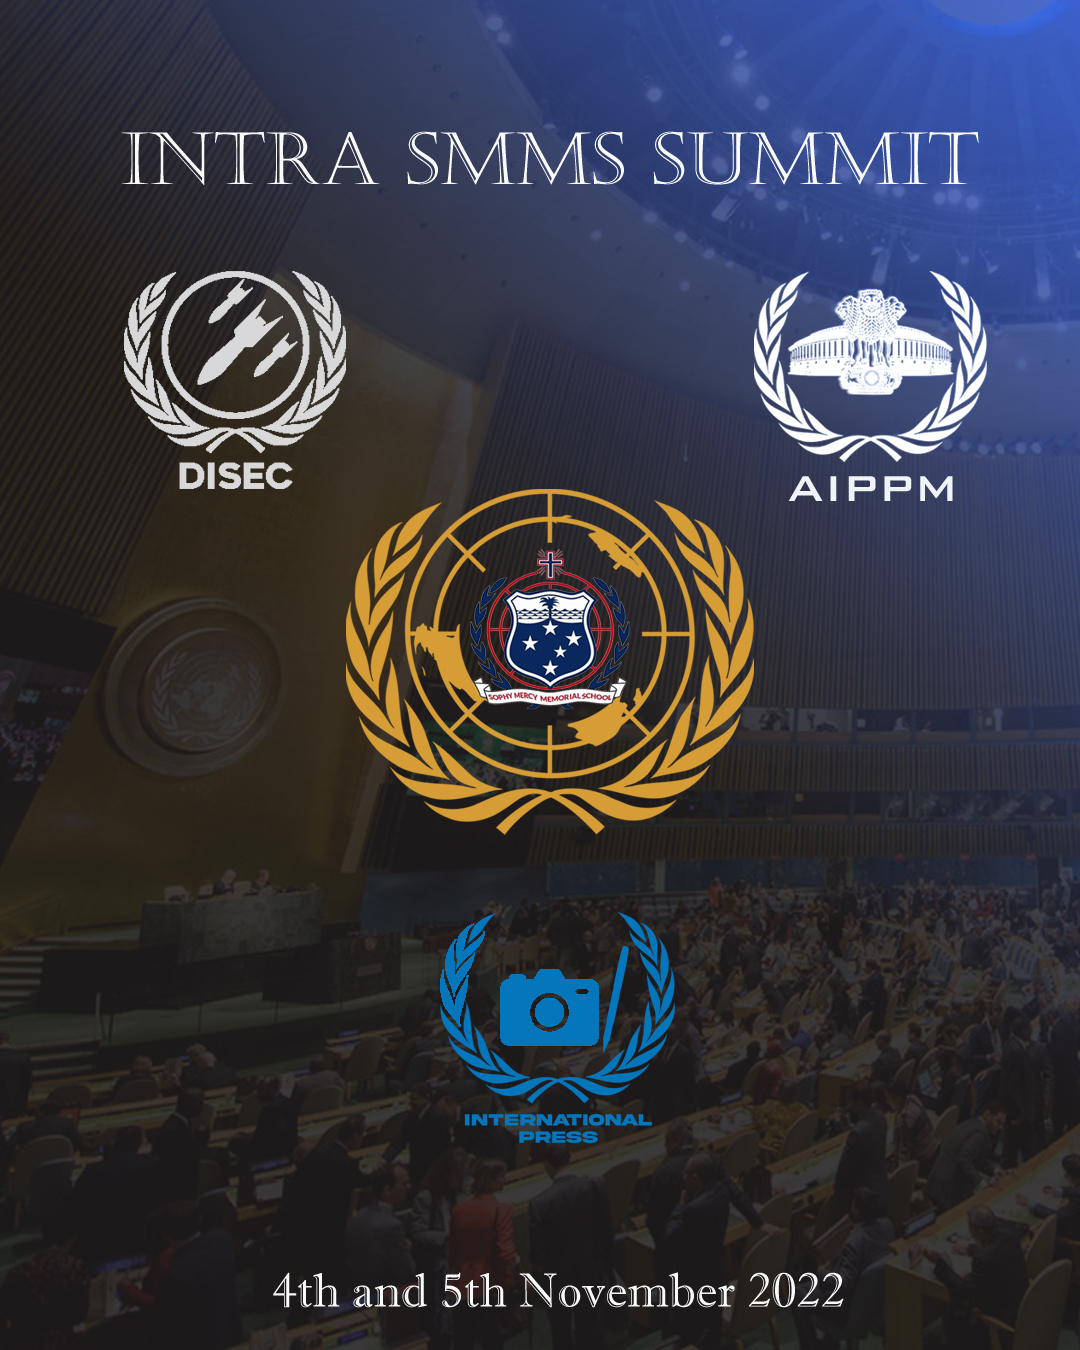 INTRA SMMS SUMMIT
DISEC
AIPPM
SOPHY MERCY MEMORIAL SCHOOL
INTERNATIONAL
PRESS
4th and 5th November 2022